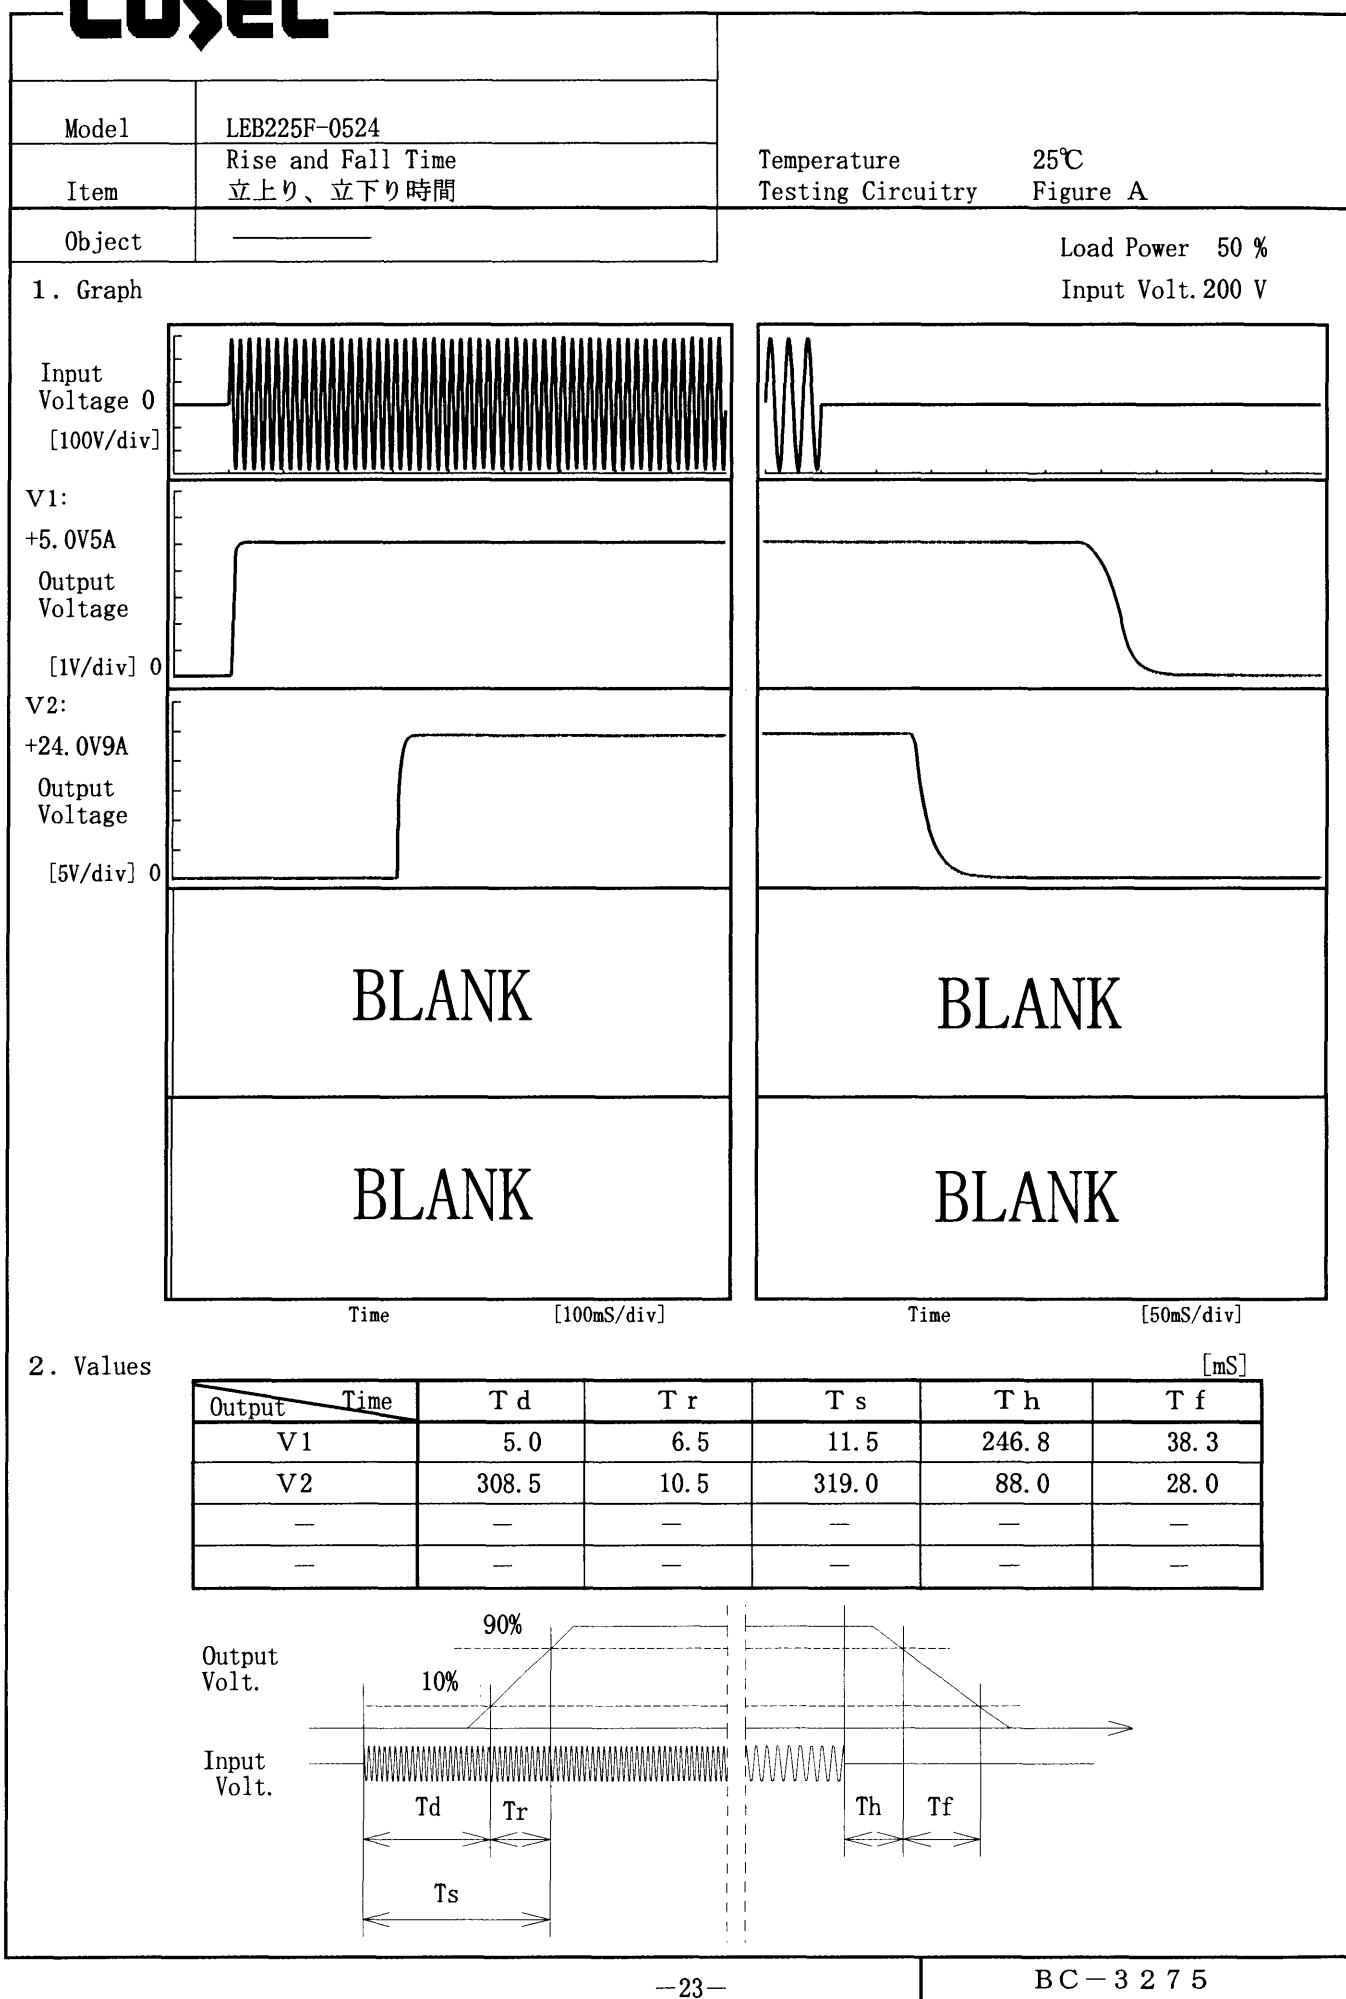 COSEL
Model LEB225F-0524
Item Rise and Fall Time
立上り、立下り時間
Temperature 25℃
Testing Circuitry Figure A
Object
Load Power 50 %
Input Volt. 200 V
1. Graph
Input
Voltage 0
[100V/div]
V1:
+5.0V5A
Output
Voltage
[1V/div] 0
V2:
+24.0V9A
Output
Voltage
[5V/div] 0
BLANK BLANK
BLANK BLANK
Time [100mS/div] Time [50mS/div]
2. Values [mS]
Output Time Td Tr Ts Th Tf
V1 5.0 6.5 11.5 246.8 38.3
V2 308.5 10.5 319.0 88.0 28.0
— — — — — —
— — — — — —
90%
Output
Volt.
10%
Input
Volt.
Td Tr Th Tf
Ts
—23— BC-3275